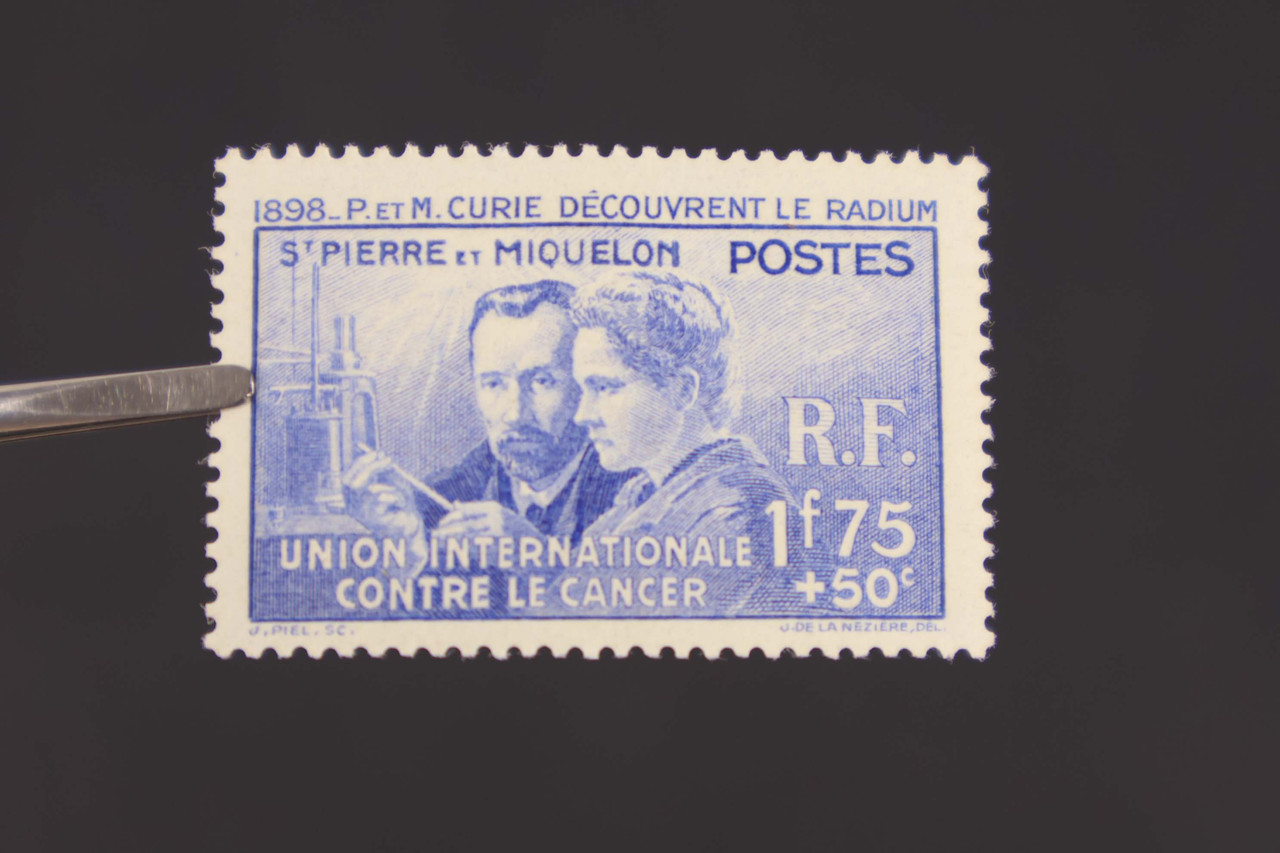 1898_P. ET M. CURIE DÉCOUVRENT LE RADIUM
ST PIERRE ET MIQUELON POSTES
R.F.
1f75
+50c
UNION INTERNATIONALE
CONTRE LE CANCER
J. PIEL. SC. J. DE LA NÉZIÈRE, DEL.